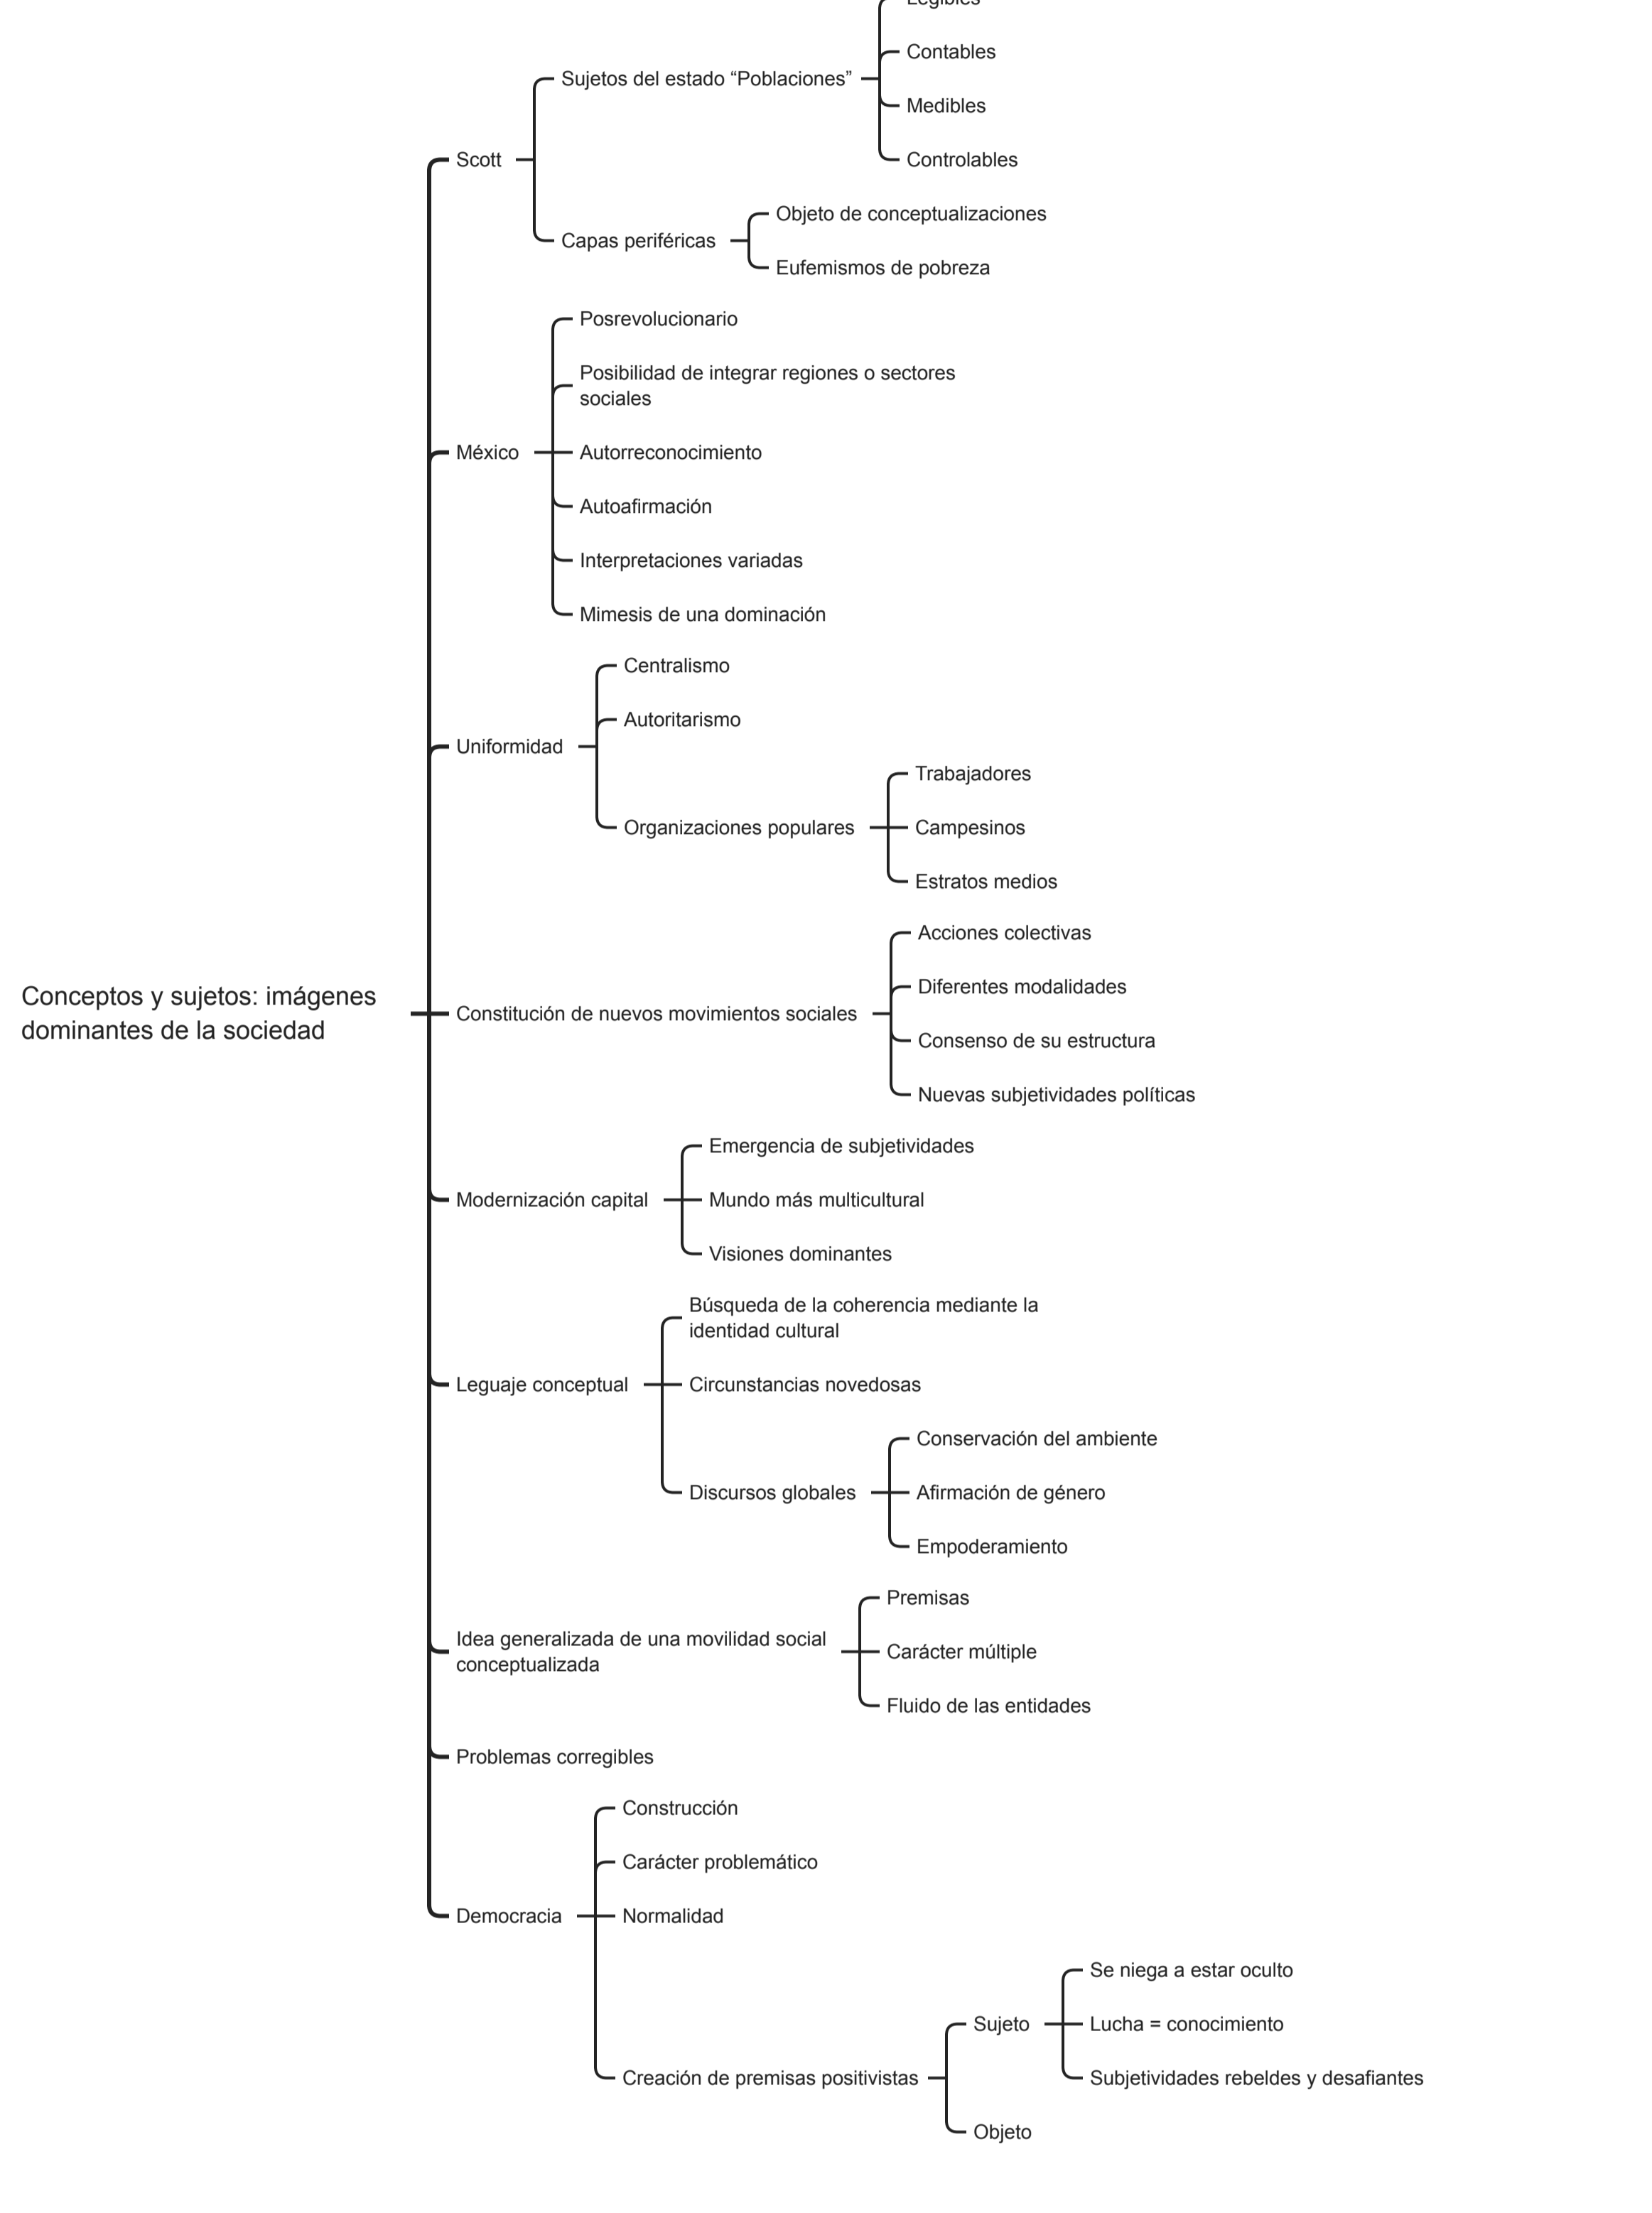 Legibles
Contables
Sujetos del estado “Poblaciones”
Medibles
Controlables
Scott
Objeto de conceptualizaciones
Capas periféricas
Eufemismos de pobreza
Posrevolucionario
Posibilidad de integrar regiones o sectores
sociales
México
Autorreconocimiento
Autoafirmación
Interpretaciones variadas
Mimesis de una dominación
Centralismo
Autoritarismo
Uniformidad
Trabajadores
Organizaciones populares
Campesinos
Estratos medios
Acciones colectivas
Diferentes modalidades
Conceptos y sujetos: imágenes
dominantes de la sociedad
Constitución de nuevos movimientos sociales
Consenso de su estructura
Nuevas subjetividades políticas
Emergencia de subjetividades
Modernización capital
Mundo más multicultural
Visiones dominantes
Búsqueda de la coherencia mediante la
identidad cultural
Leguaje conceptual
Circunstancias novedosas
Conservación del ambiente
Discursos globales
Afirmación de género
Empoderamiento
Premisas
Idea generalizada de una movilidad social
conceptualizada
Carácter múltiple
Fluido de las entidades
Problemas corregibles
Construcción
Carácter problemático
Democracia
Normalidad
Se niega a estar oculto
Sujeto
Lucha = conocimiento
Creación de premisas positivistas
Subjetividades rebeldes y desafiantes
Objeto